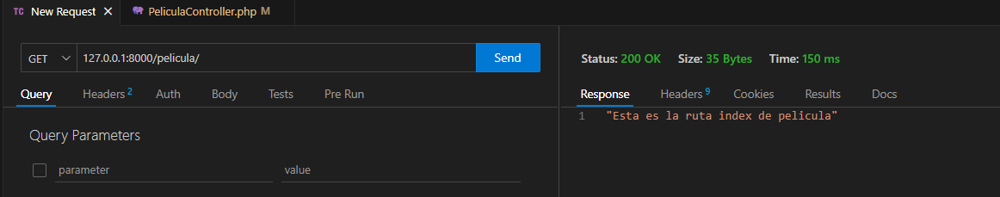 TC New Request × PeliculaController.php M
GET 127.0.0.1:8000/pelicula/ Send
Query Headers 2 Auth Body Tests Pre Run
Query Parameters
parameter value
Status: 200 OK Size: 35 Bytes Time: 150 ms
Response Headers 9 Cookies Results Docs
1 "Esta es la ruta index de pelicula"